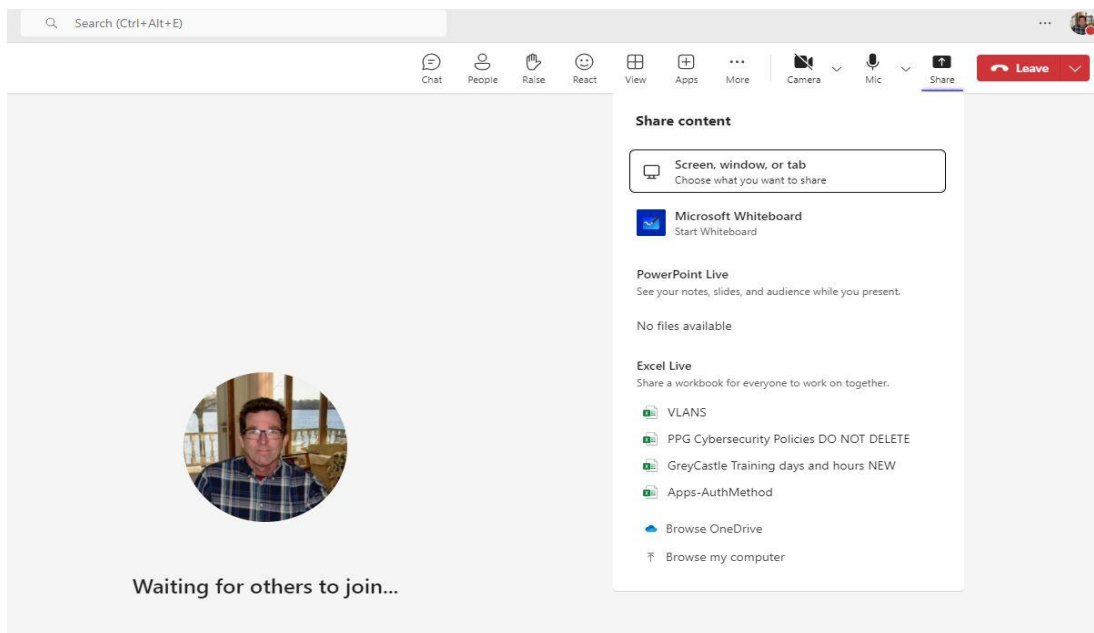 Search (Ctrl+Alt+E)
Chat People Raise React View Apps More Camera Mic Share Leave
Share content
Screen, window, or tab
Choose what you want to share
Microsoft Whiteboard
Start Whiteboard
PowerPoint Live
See your notes, slides, and audience while you present.
No files available
Excel Live
Share a workbook for everyone to work on together.
VLANS
PPG Cybersecurity Policies DO NOT DELETE
GreyCastle Training days and hours NEW
Apps-AuthMethod
Browse OneDrive
Browse my computer
Waiting for others to join...